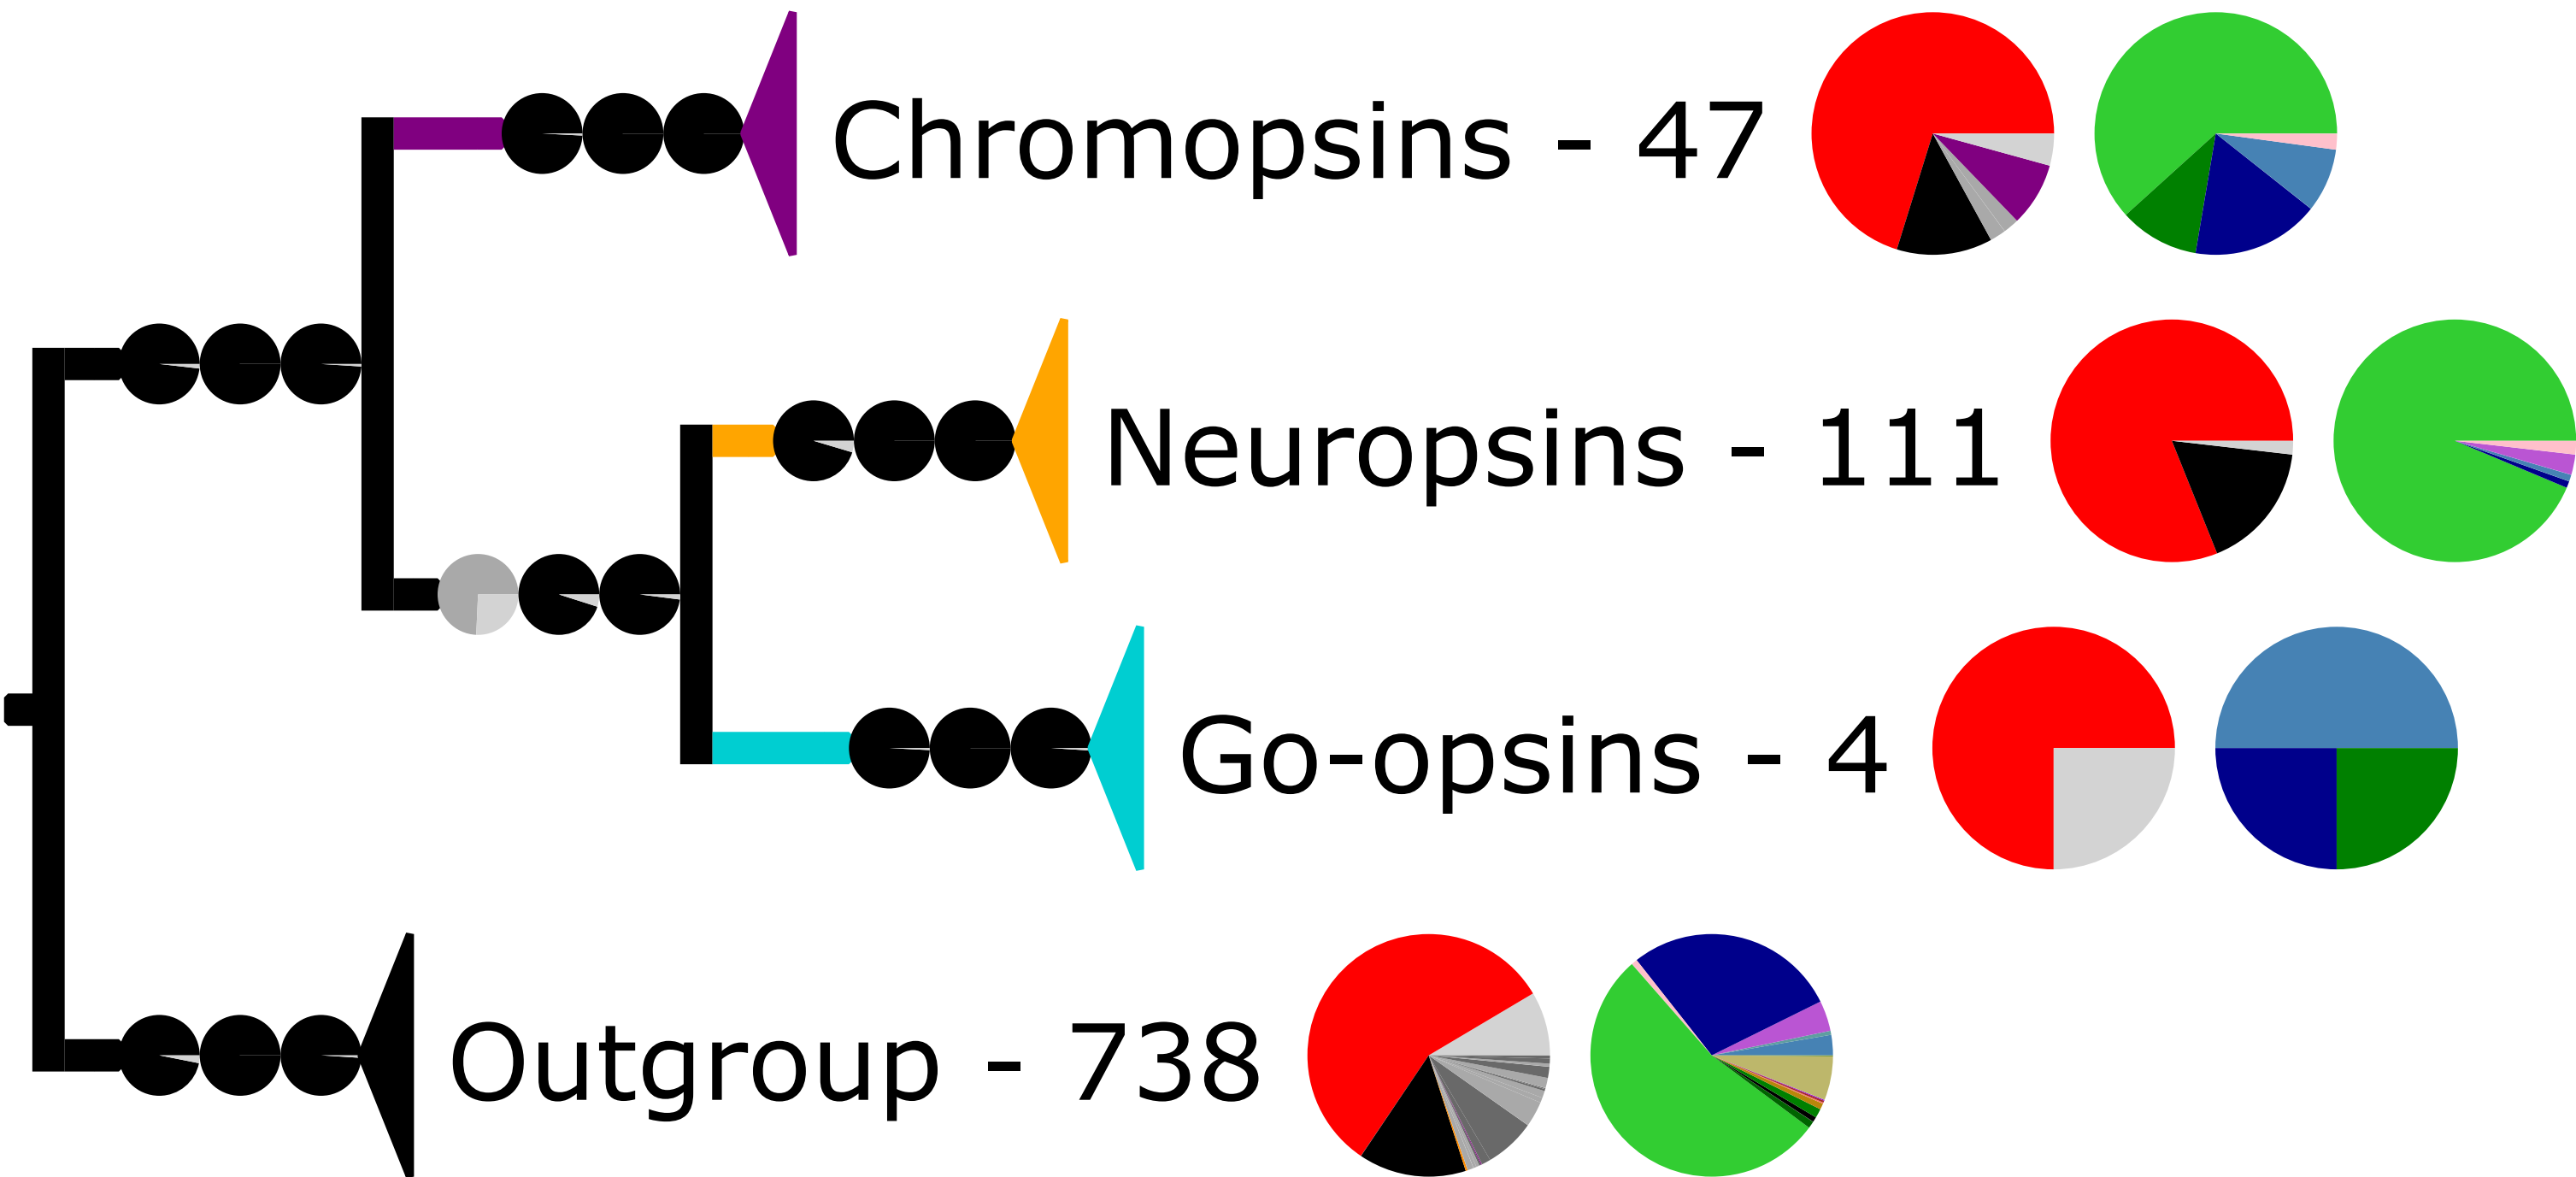 Chromopsins - 47
Neuropsins - 111
Go-opsins - 4
Outgroup - 738